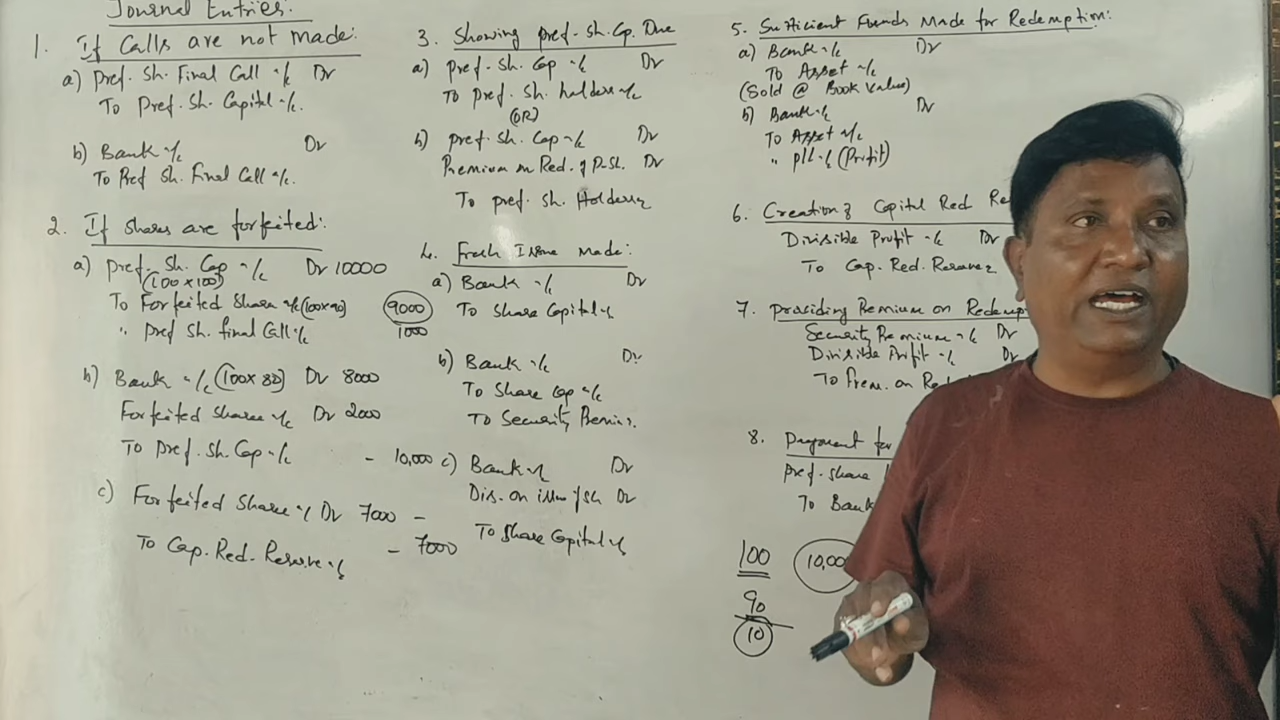 Journal Entries.
1. If Calls are not made:
a) Pref. Sh. Final Call A/c Dr
To Pref. Sh. Capital A/c.
b) Bank A/c Dr
To Pref Sh. Final Call A/c.
2. If shares are forfeited:
a) Pref. Sh. Cap A/c Dr 10000
(100 x 100)
To Forfeited Share A/c (100x90) 9000
" Pref Sh. final Call A/c 1000
b) Bank A/c (100 x 80) Dr 8000
Forfeited Shares A/c Dr 2000
To Pref. Sh. Cap A/c - 10,000
c) Forfeited Share A/c Dr 7000 -
To Cap. Red. Reserve A/c - 7000
3. Showing Pref. Sh. Cp. Due
a) Pref. Sh. Cap A/c Dr
To Pref. Sh. holders A/c
(OR)
b) Pref. Sh. Cap A/c Dr
Premium on Red. of P. Sh. Dr
To Pref. Sh. Holders
4. Fresh Issue Made:
a) Bank A/c Dr
To Share Capital A/c
b) Bank A/c Dr
To Share Cap A/c
To Security
c) Bank A/c Dr
Dis. on issue of Sh Dr
To Share Capital A/c
5. Sufficient Funds Made for Redemption:
a) Bank A/c Dr
To Asset A/c
(Sold @ Book Value)
b) Bank A/c Dr
To Asset A/c
" P/L A/c (Profit)
6. Creation of Capital Red Re
Divisible Profit A/c Dr
To Cap. Red. Reserve
7. Providing Premium on Redemp
Security Premium A/c Dr
Divisible Profit A/c Dr
To Prem. on Red
8. Payment for
Pref. Share
To Bank
100 10,00
90
10